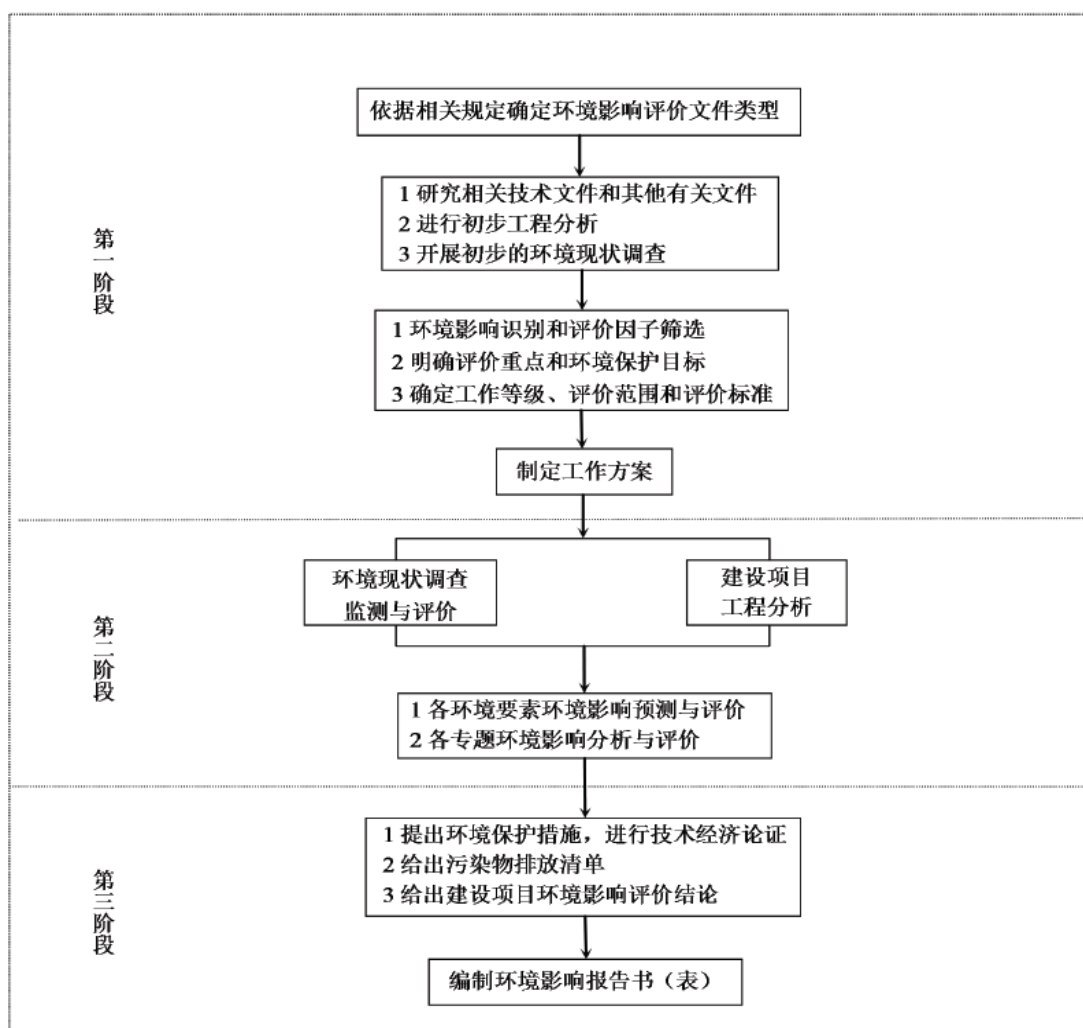 依据相关规定确定环境影响评价文件类型
第一阶段
1 研究相关技术文件和其他有关文件
2 进行初步工程分析
3 开展初步的环境现状调查
1 环境影响识别和评价因子筛选
2 明确评价重点和环境保护目标
3 确定工作等级、评价范围和评价标准
制定工作方案
第二阶段
环境现状调查
监测与评价
建设项目
工程分析
1 各环境要素环境影响预测与评价
2 各专题环境影响分析与评价
第三阶段
1 提出环境保护措施，进行技术经济论证
2 给出污染物排放清单
3 给出建设项目环境影响评价结论
编制环境影响报告书（表）